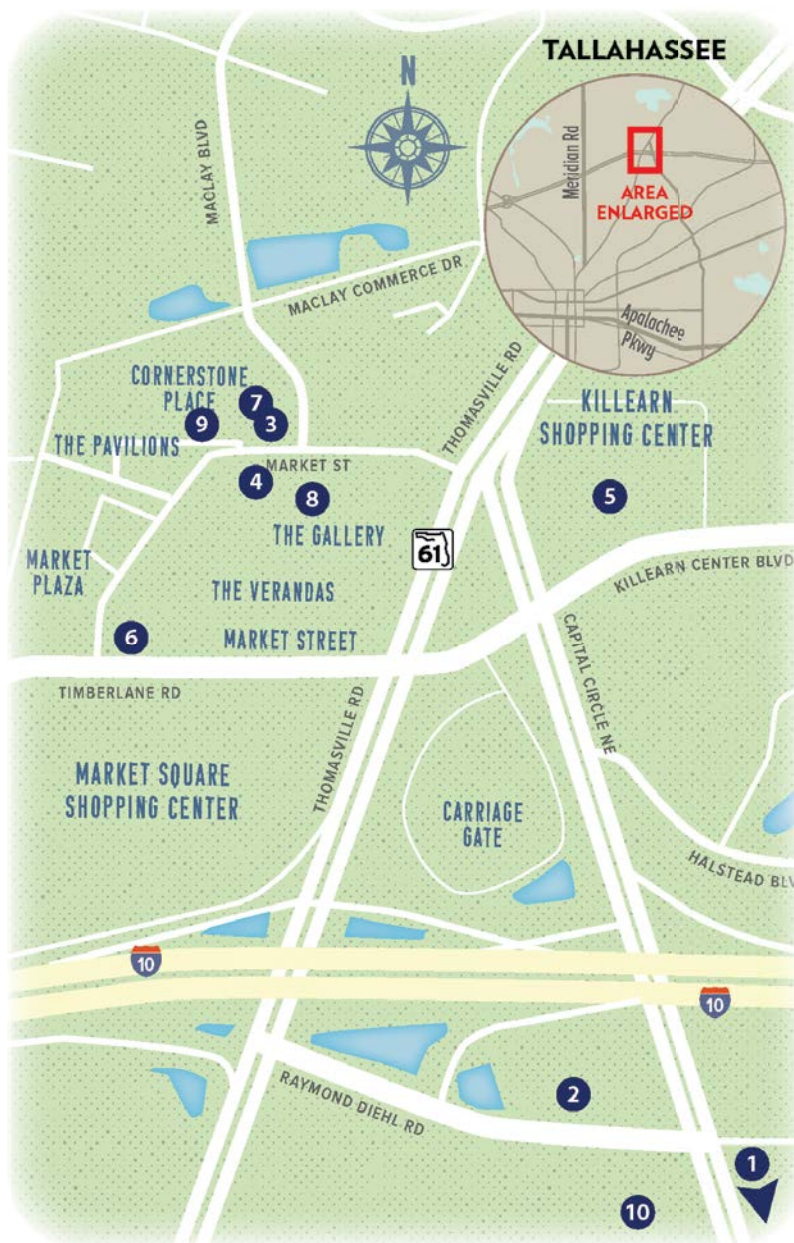 TALLAHASSEE
N
Meridian Rd
AREA
ENLARGED
Apalachee
Pkwy
MACLAY BLVD
MACLAY COMMERCE DR
THOMASVILLE RD
CORNERSTONE
PLACE
7
9
3
THE PAVILIONS
MARKET ST
4
8
THE GALLERY
KILLEARN
SHOPPING CENTER
5
61
MARKET
PLAZA
THE VERANDAS
KILLEARN CENTER BLVD
6
MARKET STREET
TIMBERLANE RD
THOMASVILLE RD
CAPITAL CIRCLE NE
MARKET SQUARE
SHOPPING CENTER
CARRIAGE
GATE
HALSTEAD BLV
10
10
RAYMOND DIEHL RD
2
1
10